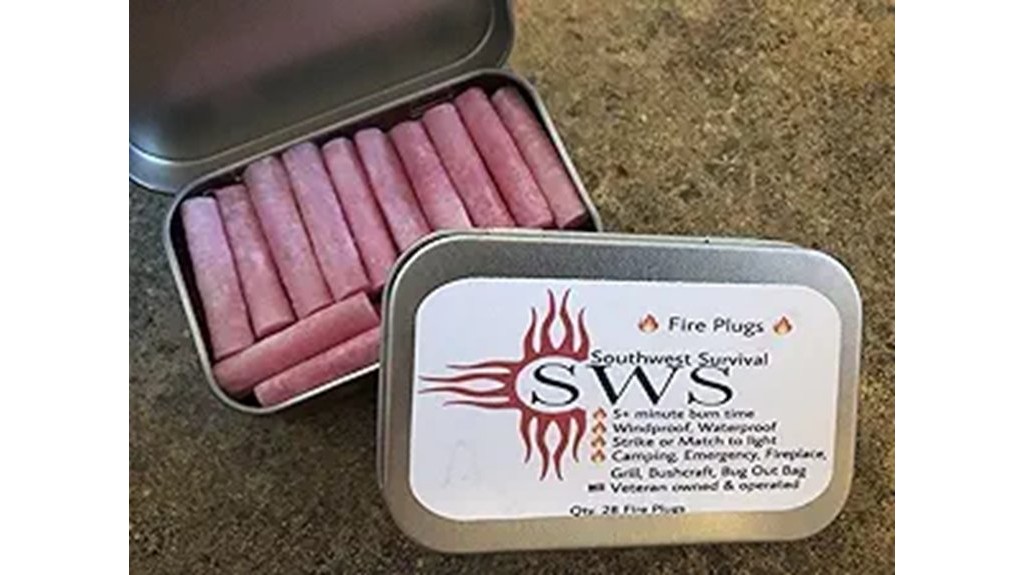 🔥 Fire Plugs 🔥
Southwest Survival
SWS
🔥 5+ minute burn time
🔥 Windproof, Waterproof
🔥 Strike or Match to light
🔥 Camping, Emergency, Fireplace,
Grill, Bushcraft, Bug Out Bag
Veteran owned & operated
Qty. 28 Fire Plugs